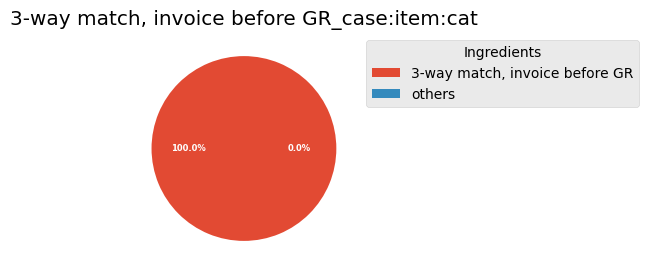 3-way match, invoice before GR_case:item:cat
Ingredients
3-way match, invoice before GR
others
100.0%
0.0%